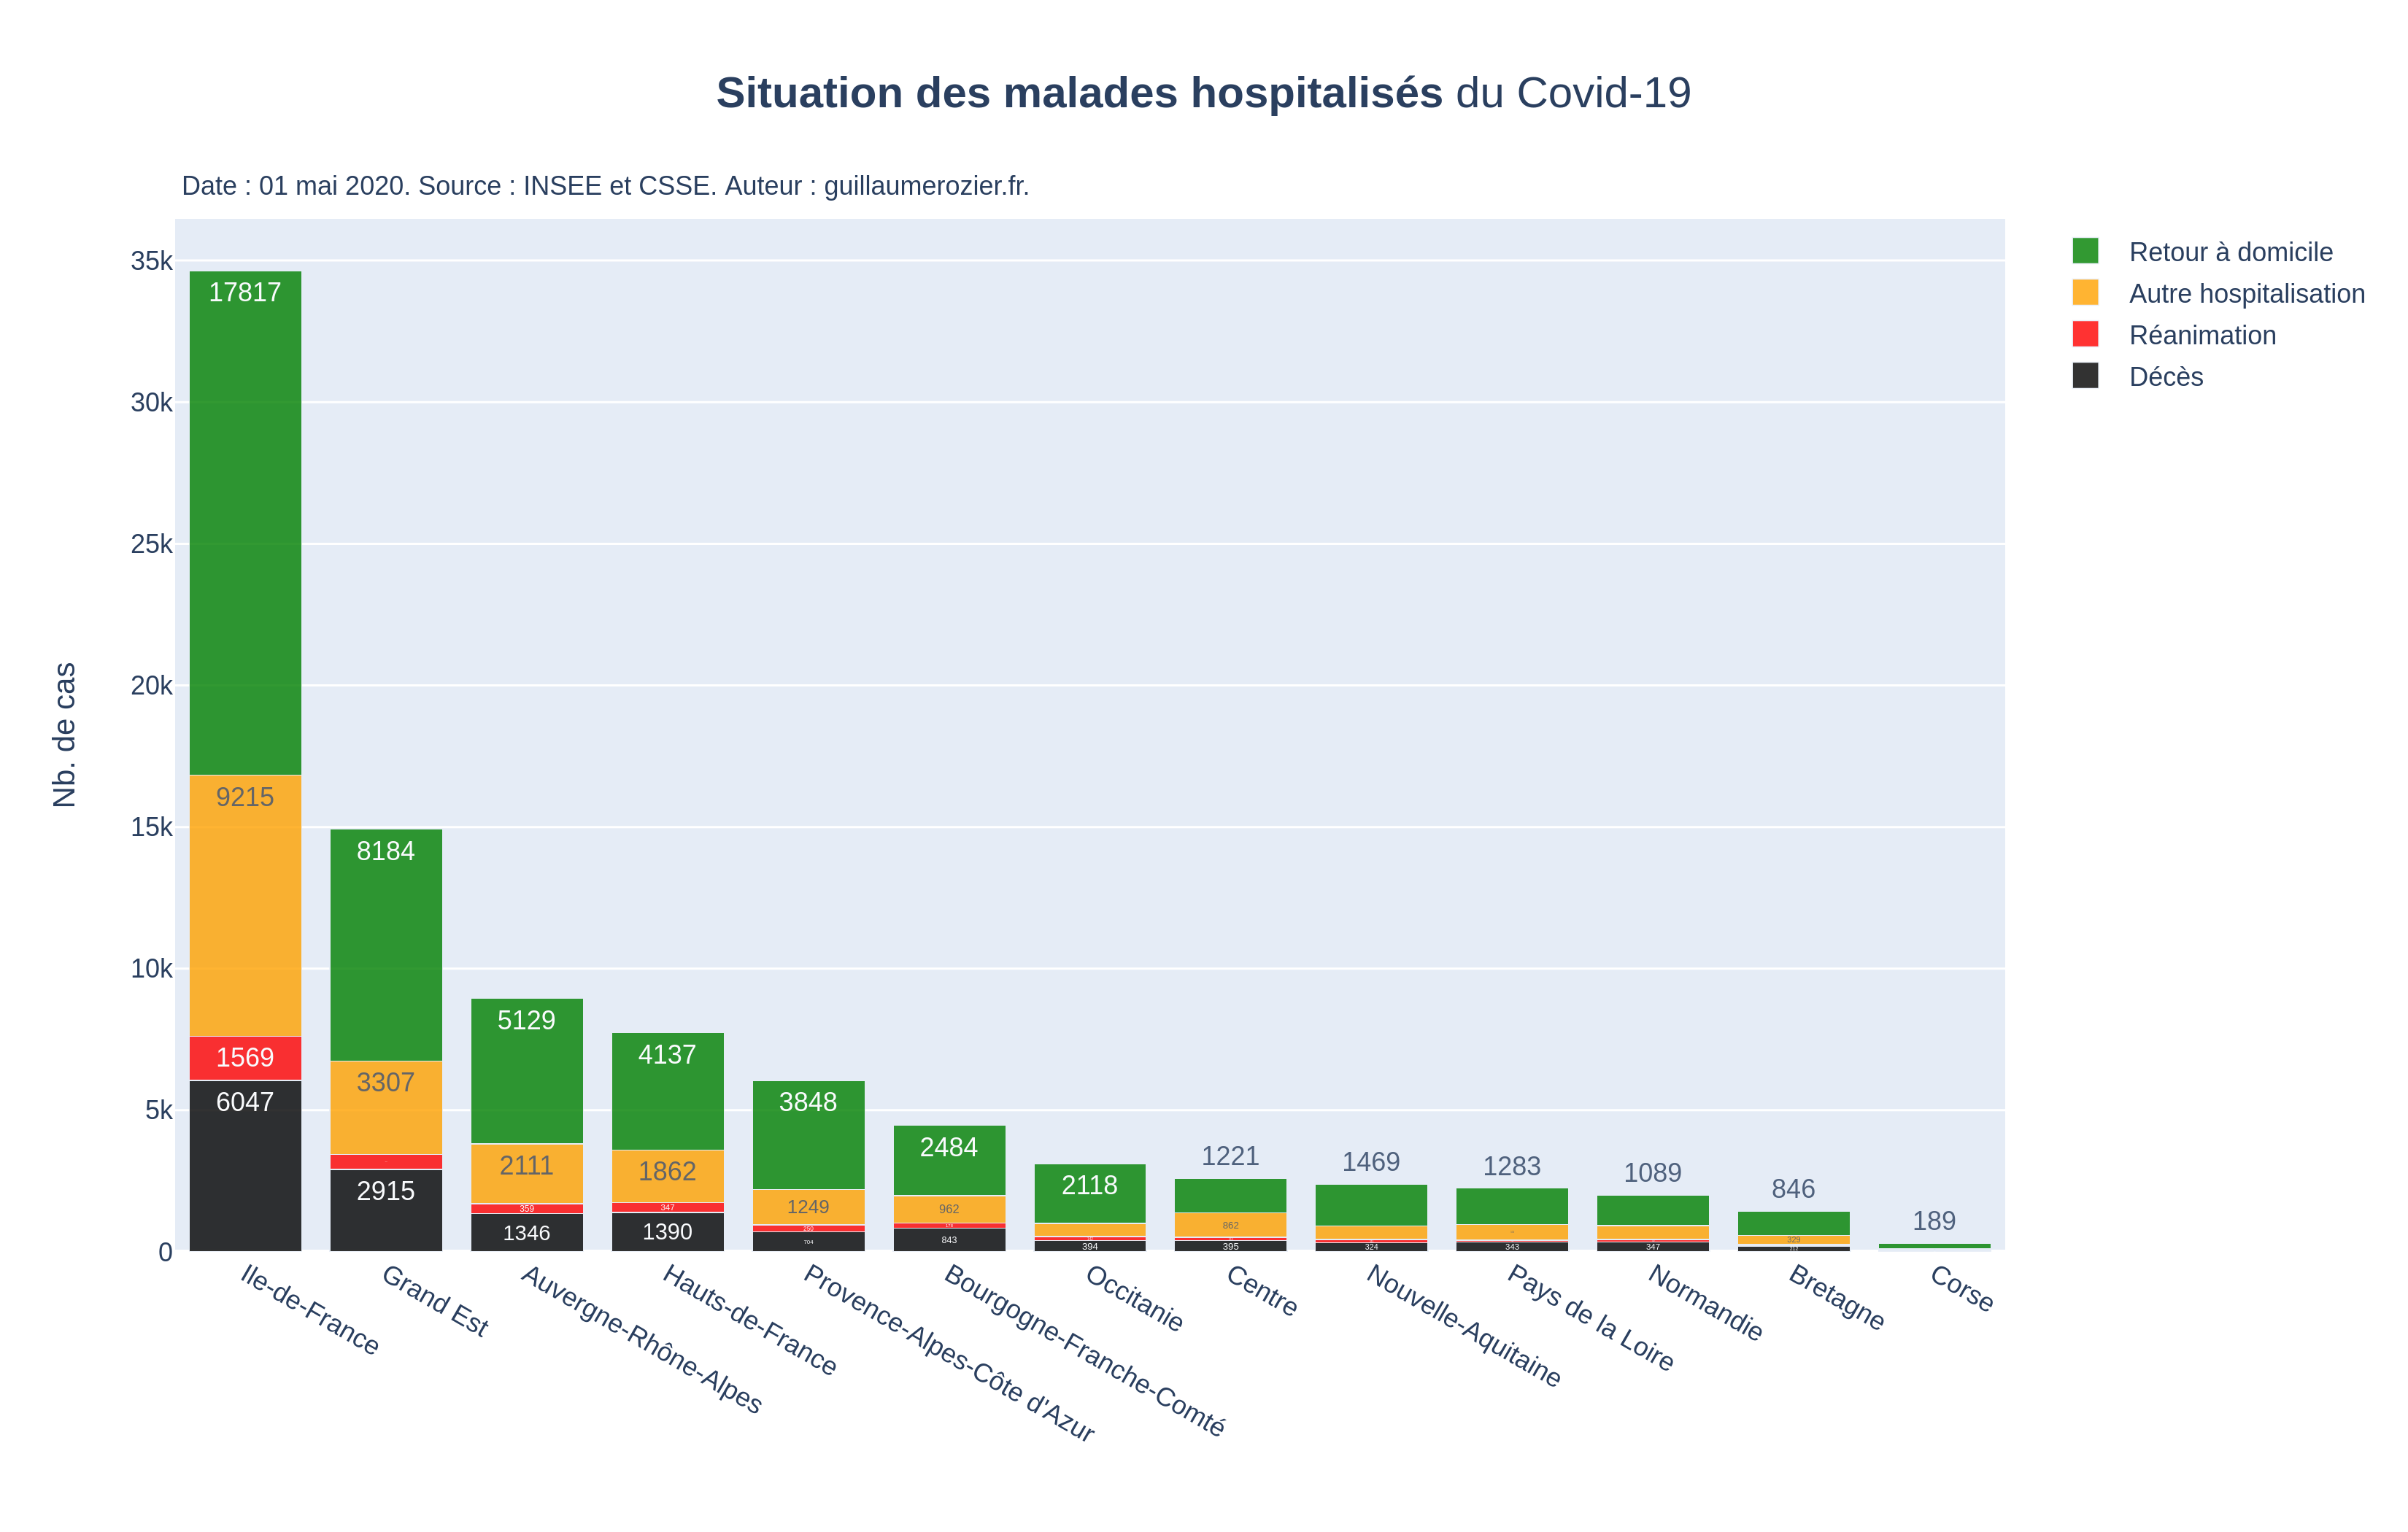 Situation des malades hospitalisés du Covid-19
Date : 01 mai 2020. Source : INSEE et CSSE. Auteur : guillaumerozier.fr.
Retour à domicile
Autre hospitalisation
Réanimation
Décès
Nb. de cas
35k
30k
25k
20k
15k
10k
5k
0
17817
9215
1569
6047
8184
3307
2915
5129
2111
359
1346
4137
1862
347
1390
3848
1249
704
2484
962
843
2118
394
1221
862
395
1469
324
1283
343
1089
347
846
329
189
Ile-de-France
Grand Est
Auvergne-Rhône-Alpes
Hauts-de-France
Provence-Alpes-Côte d'Azur
Bourgogne-Franche-Comté
Occitanie
Centre
Nouvelle-Aquitaine
Pays de la Loire
Normandie
Bretagne
Corse